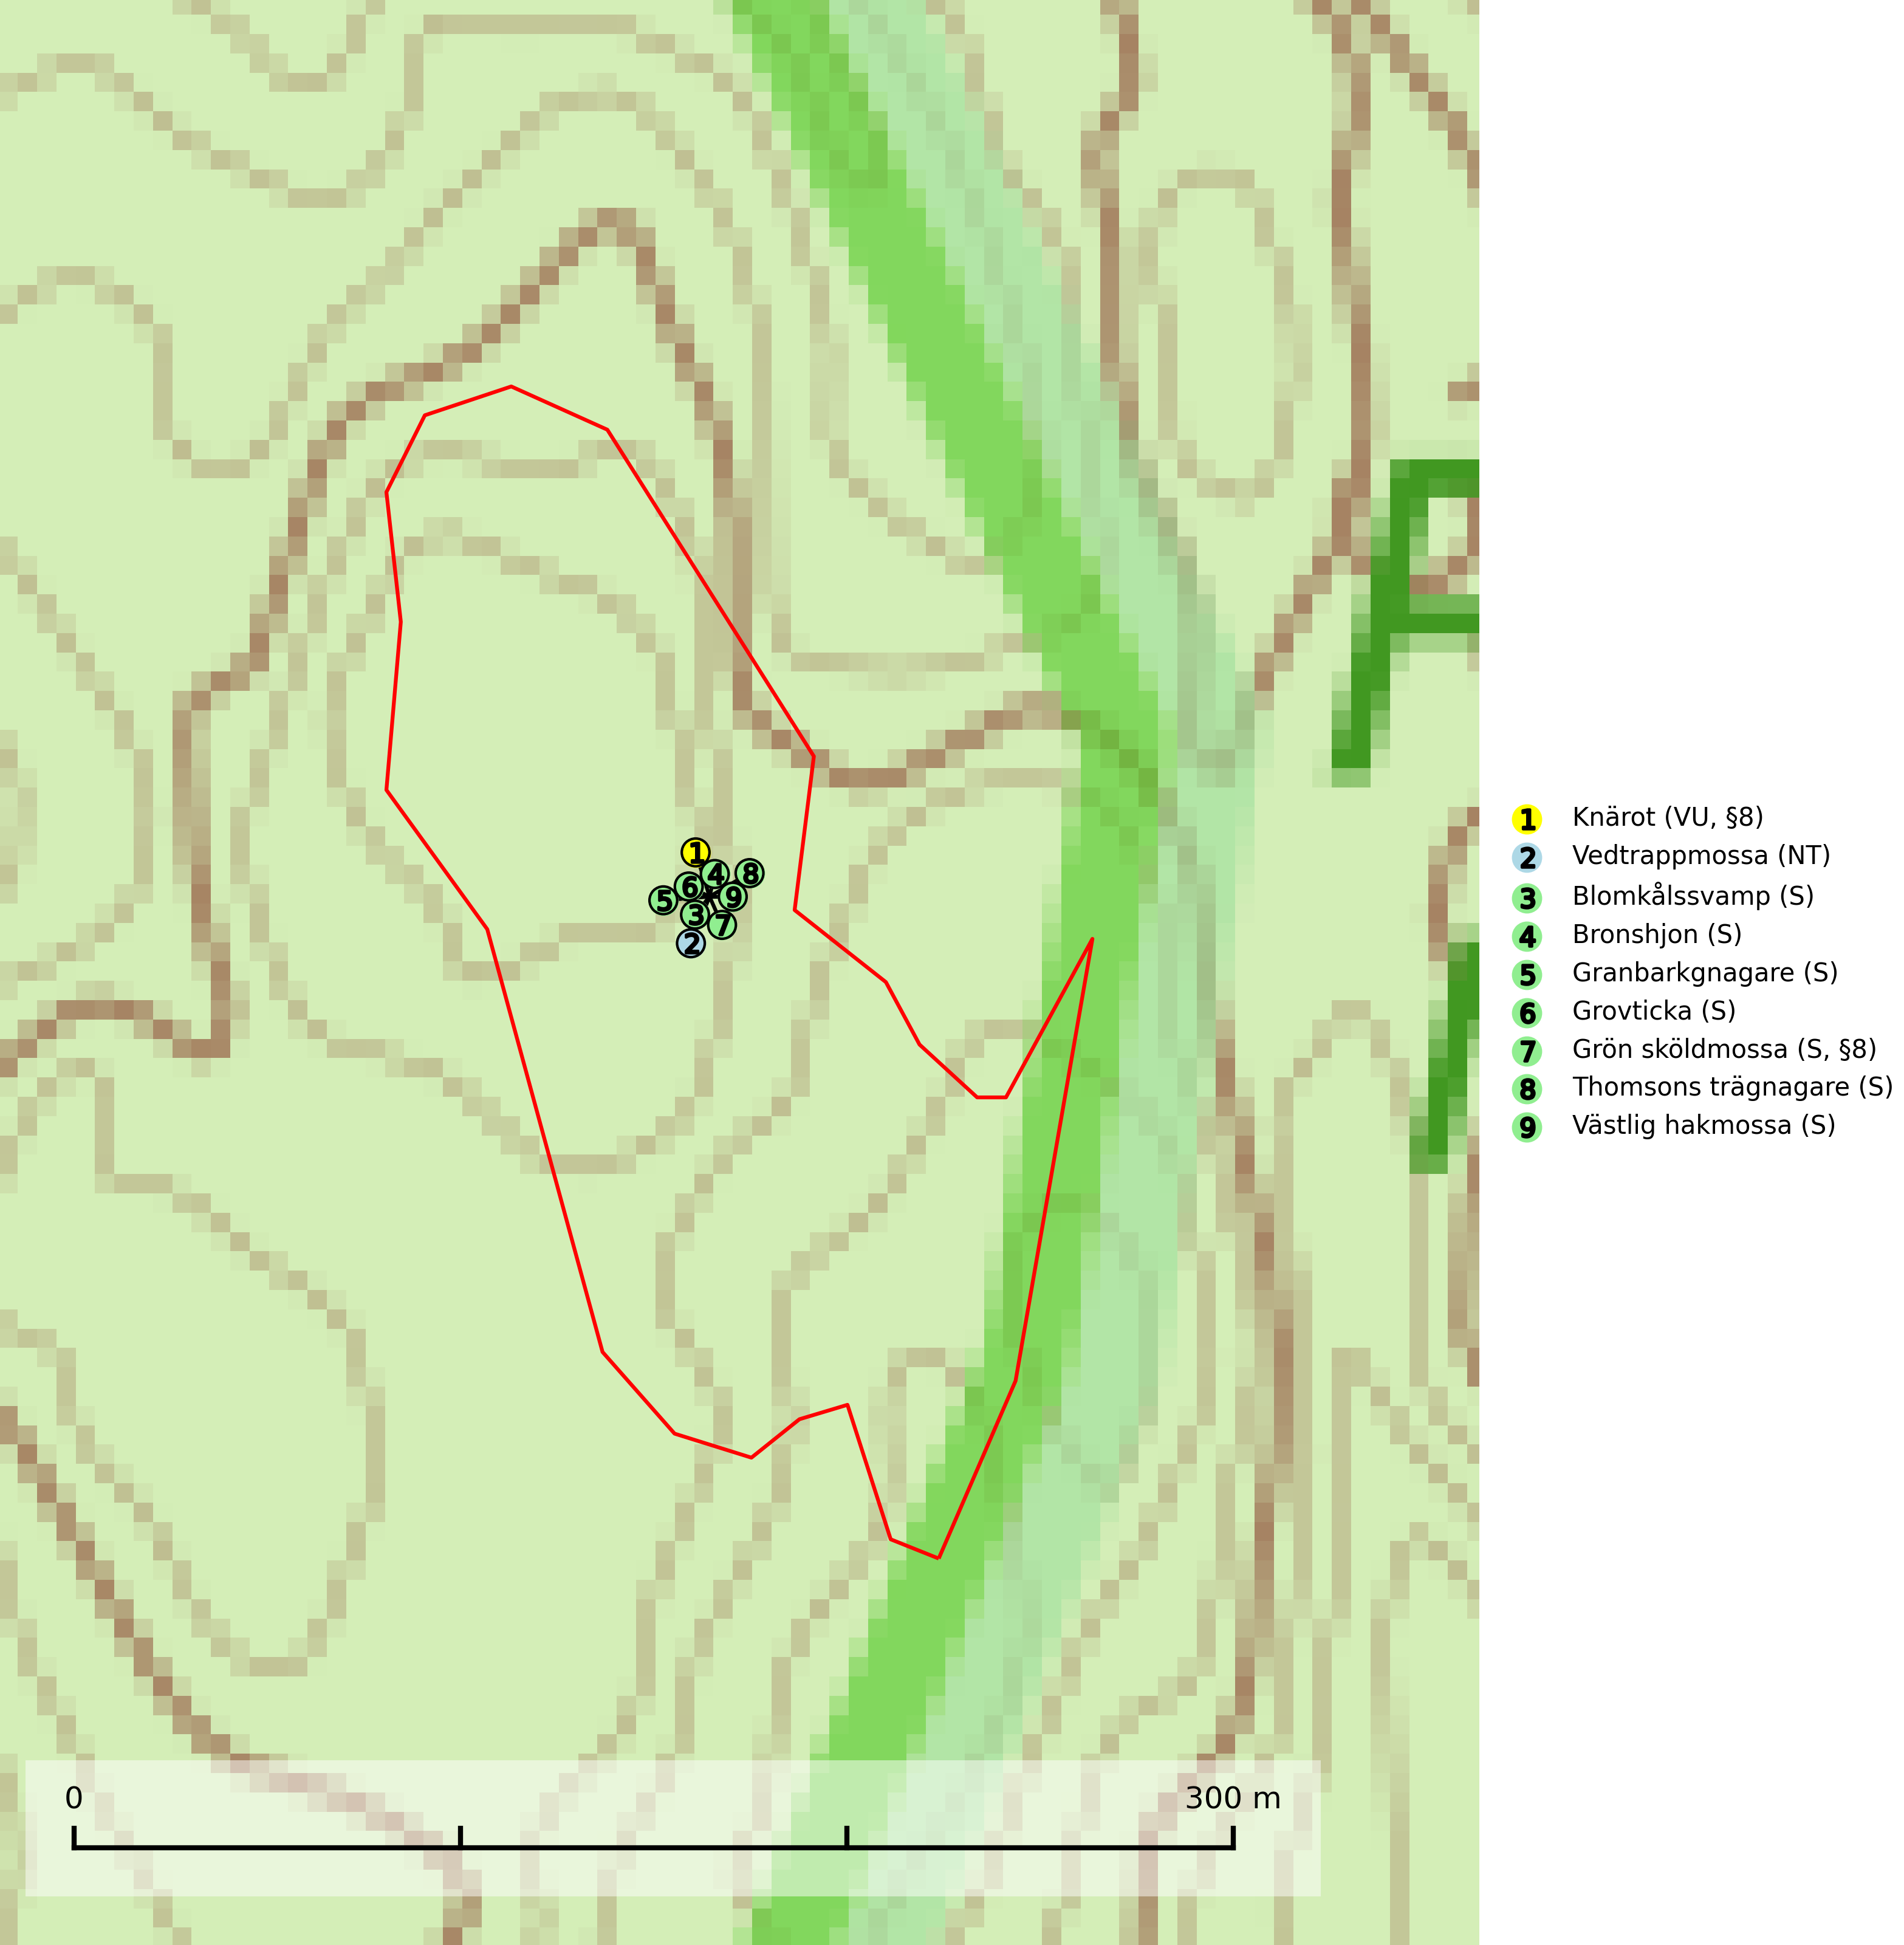 1
4
8
6
5
9
3
7
2
1 Knärot (VU, §8)
2 Vedtrappmossa (NT)
3 Blomkålssvamp (S)
4 Bronshjon (S)
5 Granbarkgnagare (S)
6 Grovticka (S)
7 Grön sköldmossa (S, §8)
8 Thomsons trägnagare (S)
9 Västlig hakmossa (S)
0 300 m